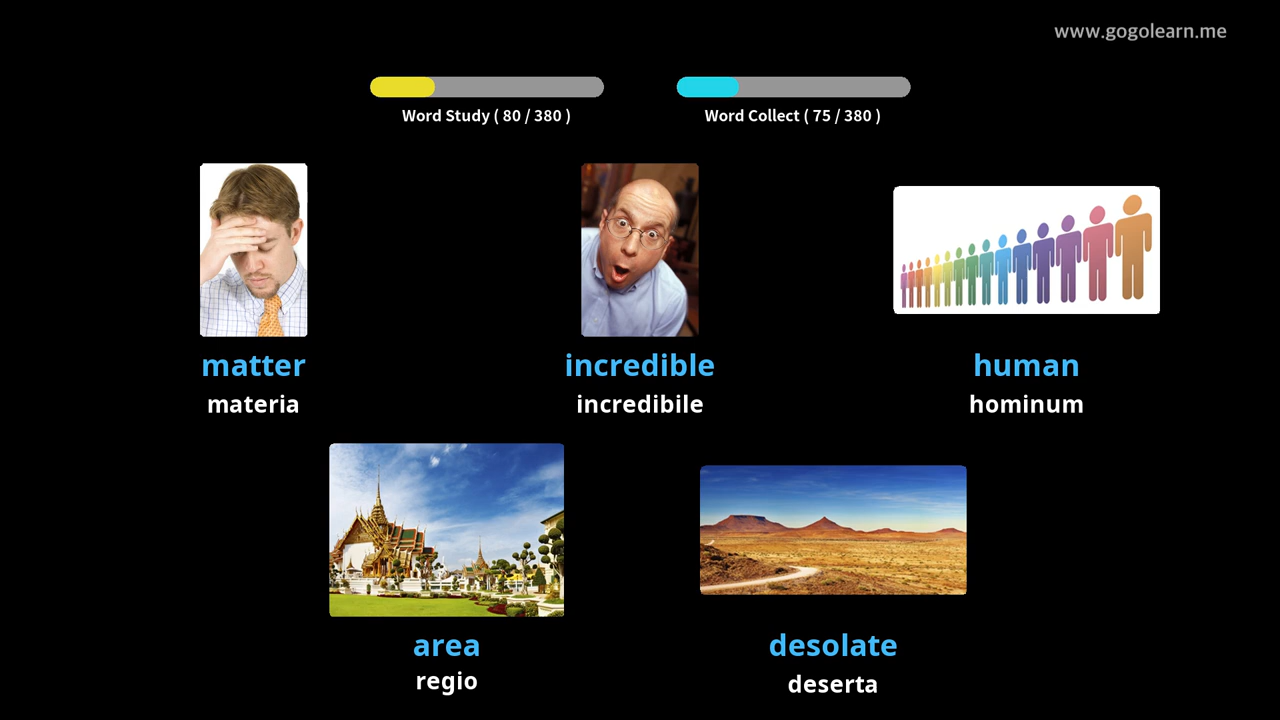 www.gogolearn.me
Word Study ( 80 / 380 )
Word Collect ( 75 / 380 )
matter
materia
incredible
incredibile
human
hominum
area
regio
desolate
deserta